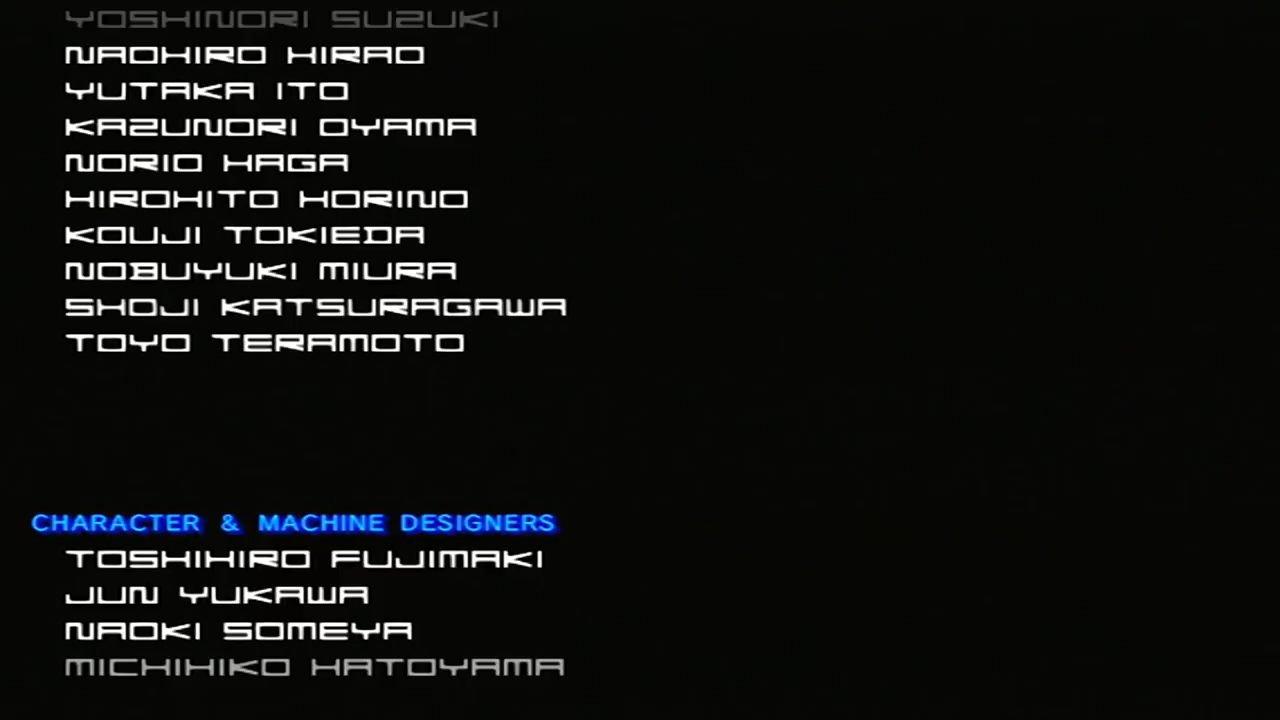 YOSHINORI SUZUKI
NAOHIRO HIRAO
YUTAKA ITO
KAZUNORI OYAMA
NORIO HAGA
HIROHITO HORINO
KOUJI TOKIEDA
NOBUYUKI MIURA
SHOJI KATSURAGAWA
TOYO TERAMOTO
CHARACTER & MACHINE DESIGNERS
TOSHIHIRO FUJIMAKI
JUN YUKAWA
NAOKI SOMEYA
MICHIHIKO HATOYAMA